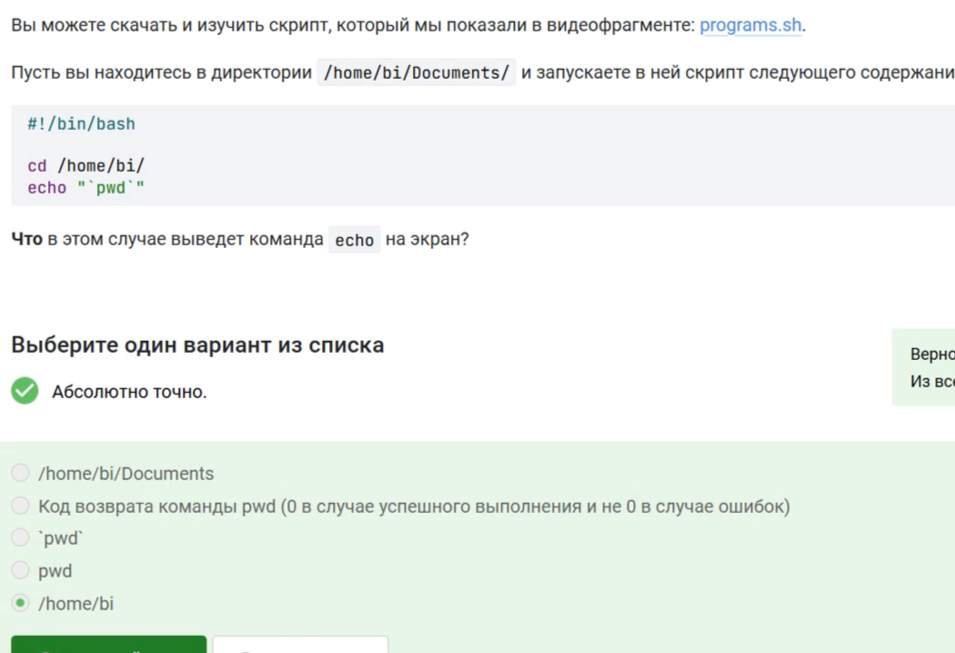 Вы можете скачать и изучить скрипт, который мы показали в видеофрагменте: programs.sh.
Пусть вы находитесь в директории /home/bi/Documents/ и запускаете в ней скрипт следующего
#!/bin/bash
cd /home/bi/
echo "`pwd`"
Что в этом случае выведет команда echo на экран?
Выберите один вариант из списка
Верно
Абсолютно точно.
Из
/home/bi/Documents
Код возврата команды pwd (0 в случае успешного выполнения и не 0 в случае ошибок)
`pwd`
pwd
/home/bi